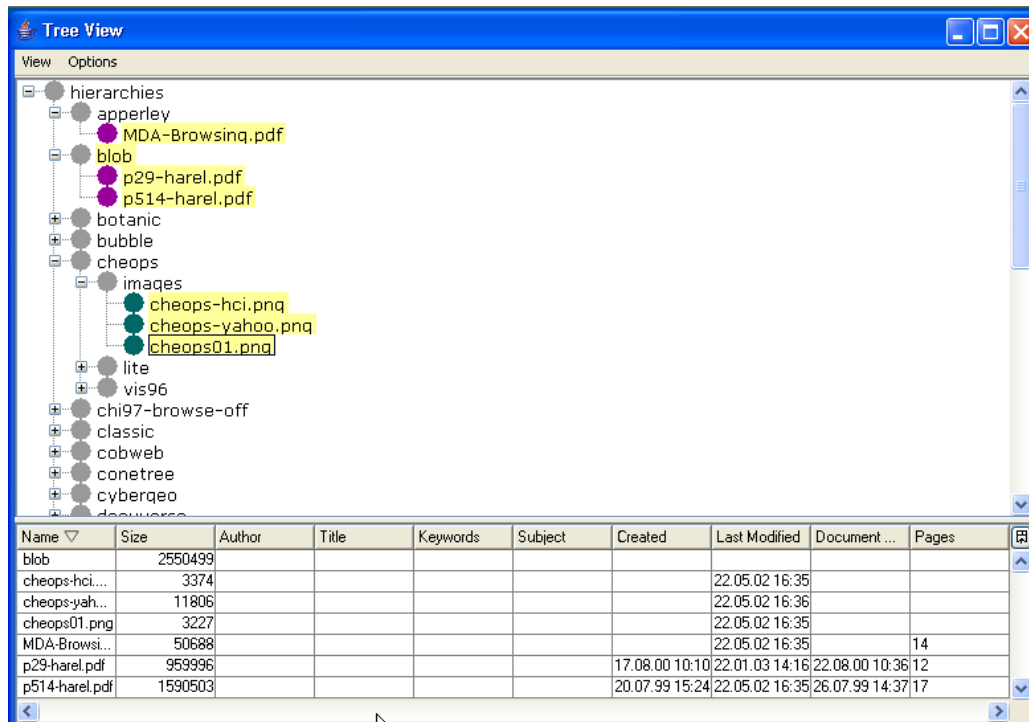 Tree View
View Options
hierarchies
apperley
MDA-Browsing.pdf
blob
p29-harel.pdf
p514-harel.pdf
botanic
bubble
cheops
images
cheops-hci.png
cheops-yahoo.png
cheops01.png
lite
vis96
chi97-browse-off
classic
cobweb
conetree
cybergeo
Name Size Author Title Keywords Subject Created Last Modified Document ... Pages
blob 2550499
cheops-hci.... 3374 22.05.02 16:35
cheops-yah... 11806 22.05.02 16:36
cheops01.png 3227 22.05.02 16:35
MDA-Browsi... 50688 22.05.02 16:35 14
p29-harel.pdf 959996 17.08.00 10:10 22.01.03 14:16 22.08.00 10:36 12
p514-harel.pdf 1590503 20.07.99 15:24 22.05.02 16:35 26.07.99 14:37 17